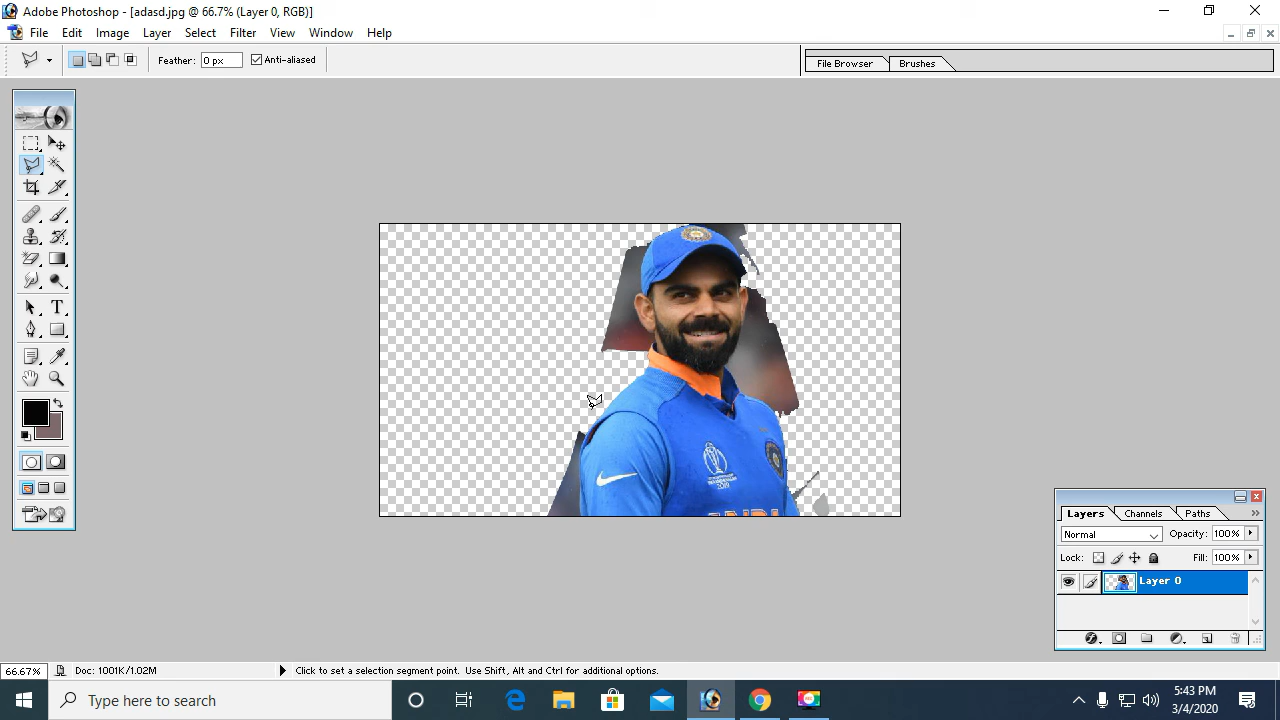 Adobe Photoshop - [adasd.jpg @ 66.7% (Layer 0, RGB)]
File Edit Image Layer Select Filter View Window Help
Feather: 0 px Anti-aliased
File Browser Brushes
T
Layers Channels Paths
Normal Opacity: 100%
Lock: Fill: 100%
Layer 0
66.67% Doc: 1001K/1.02M Click to set a selection segment point. Use Shift, Alt and Ctrl for additional options.
Type here to search
5:43 PM
3/4/2020